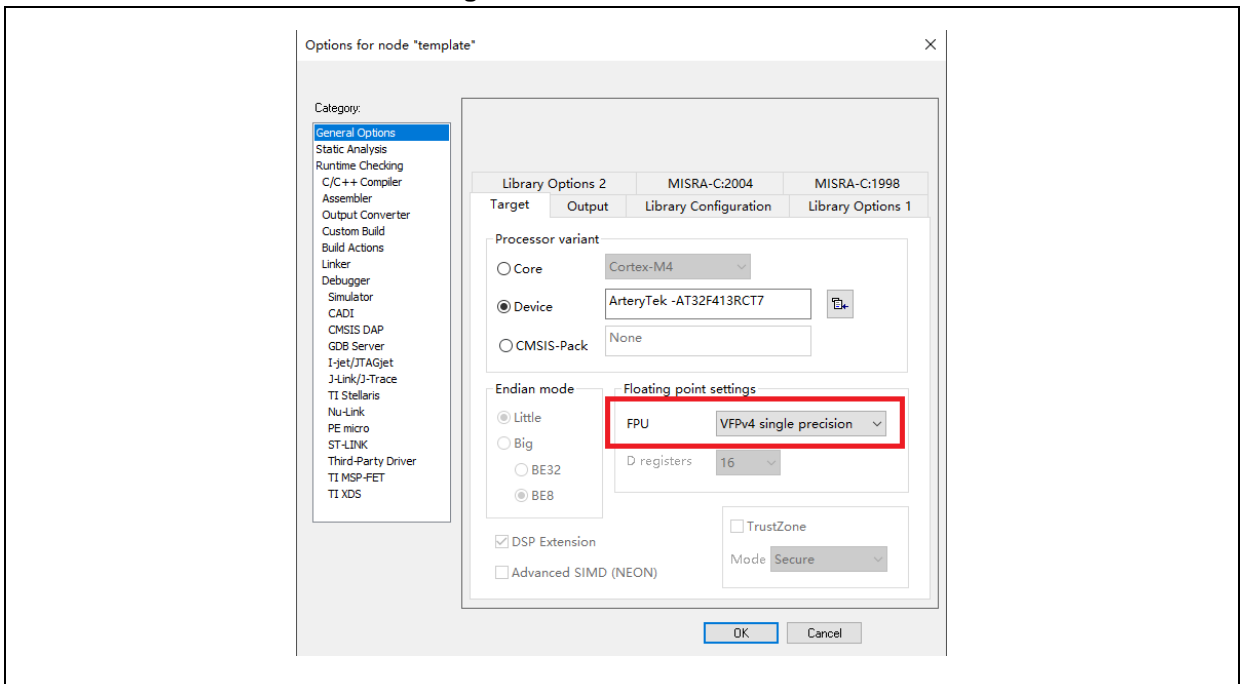 Options for node "template"
Category:
General Options
Static Analysis
Runtime Checking
C/C++ Compiler
Assembler
Output Converter
Custom Build
Build Actions
Linker
Debugger
Simulator
CADI
CMSIS DAP
GDB Server
I-jet/JTAGjet
J-Link/J-Trace
TI Stellaris
Nu-Link
PE micro
ST-LINK
Third-Party Driver
TI MSP-FET
TI XDS
Library Options 2 MISRA-C:2004 MISRA-C:1998
Target Output Library Configuration Library Options 1
Processor variant
Core Cortex-M4
Device ArteryTek -AT32F413RCT7
CMSIS-Pack None
Endian mode
Little
Big
BE32
BE8
Floating point settings
FPU VFPv4 single precision
D registers 16
DSP Extension
Advanced SIMD (NEON)
TrustZone
Mode Secure
OK Cancel